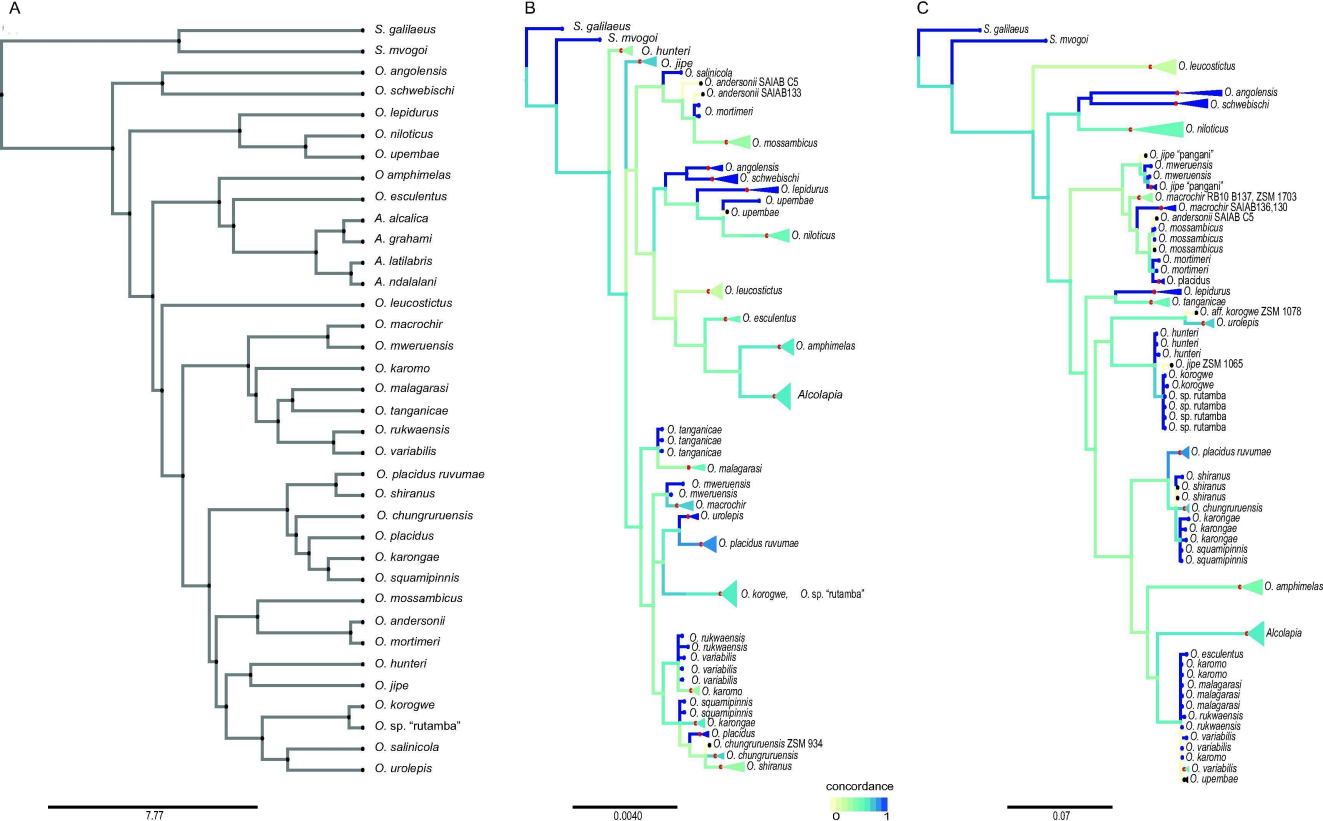 A
S. galilaeus
S. mvogoi
O. angolensis
O. schwebischi
O. lepidurus
O. niloticus
O. upembae
O amphimelas
O. esculentus
A. alcalica
A. grahami
A. latilabris
A. ndalalani
O. leucostictus
O. macrochir
O. mweruensis
O. karomo
O. malagarasi
O. tanganicae
O. rukwaensis
O. variabilis
O. placidus ruvumae
O. shiranus
O. chungruruensis
O. placidus
O. karongae
O. squamipinnis
O. mossambicus
O. andersonii
O. mortimeri
O. hunteri
O. jipe
O. korogwe
O. sp. “rutamba”
O. salinicola
O. urolepis
7.77
B
S. galilaeus
S. mvogoi
O. hunteri
O. jipe
O. salinicola
O. andersonii SAIAB C5
O. andersonii SAIAB133
O. mortimeri
O. mossambicus
O. angolensis
O. schwebischi
O. lepidurus
O. upembae
O. upembae
O. niloticus
O. leucostictus
O. esculentus
O. amphimelas
Alcolapia
O. tanganicae
O. tanganicae
O. tanganicae
O. malagarasi
O. mweruensis
O. mweruensis
O. macrochir
O. urolepis
O. placidus ruvumae
O. korogwe, O. sp. “rutamba”
O. rukwaensis
O. rukwaensis
O. variabilis
O. variabilis
O. variabilis
O. karomo
O. squamipinnis
O. squamipinnis
O. karongae
O. placidus
O. chungruruensis ZSM 934
O. chungruruensis
O. shiranus
0.0040
concordance
0 1
C
S. galilaeus
S. mvogoi
O. leucostictus
O. angolensis
O. schwebischi
O. niloticus
O. jipe “pangani”
O. mweruensis
O. mweruensis
O. jipe “pangani”
O. macrochir RB10 B137, ZSM 1703
O. macrochir SAIAB136,130
O. andersonii SAIAB C5
O. mossambicus
O. mossambicus
O. mossambicus
O. mortimeri
O. mortimeri
O. placidus
O. lepidurus
O. tanganicae
O. aff. korogwe ZSM 1078
O. urolepis
O. hunteri
O. hunteri
O. hunteri
O. jipe ZSM 1065
O. korogwe
O.korogwe
O. sp. rutamba
O. sp. rutamba
O. sp. rutamba
O. sp. rutamba
O. placidus ruvumae
O. shiranus
O. shiranus
O. shiranus
O. chungruruensis
O. karongae
O. karongae
O. karongae
O. squamipinnis
O. squamipinnis
O. amphimelas
Alcolapia
O. esculentus
O. karomo
O. karomo
O. malagarasi
O. malagarasi
O. malagarasi
O. rukwaensis
O. rukwaensis
O. variabilis
O. variabilis
O. karomo
O. variabilis
O. upembae
0.07